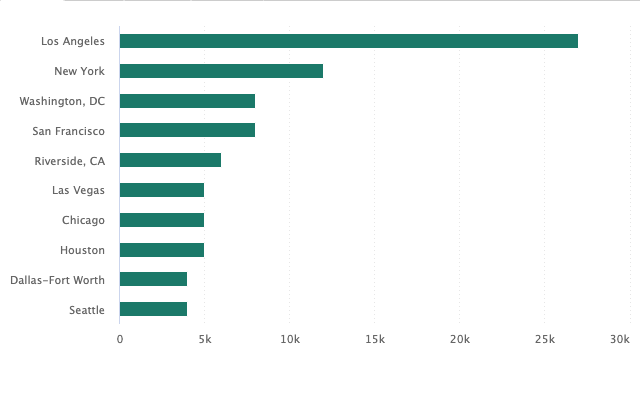 Los Angeles
New York
Washington, DC
San Francisco
Riverside, CA
Las Vegas
Chicago
Houston
Dallas-Fort Worth
Seattle
0 5k 10k 15k 20k 25k 30k